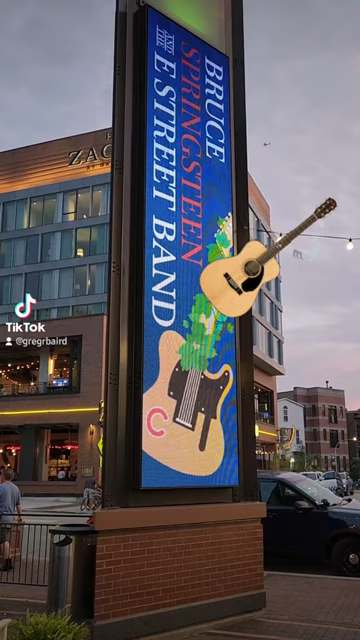 BRUCE
SPRINGSTEEN
AND THE
E STREET BAND
ZAC
TikTok
@gregrbaird